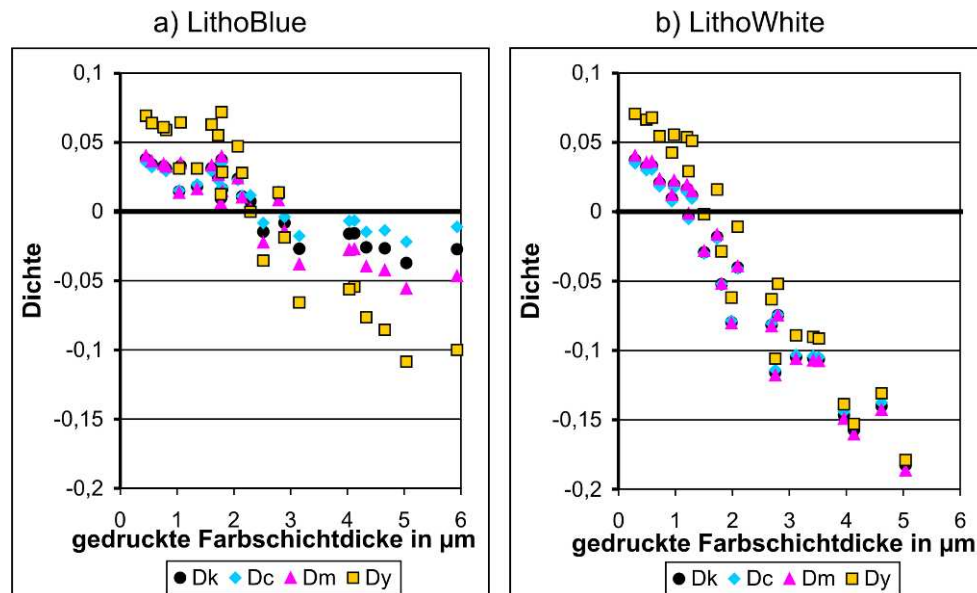 a) LithoBlue
0,1
0.05
0
-0,05
-0,1
-0,15
-0,2
Dichte
0 1 2 3 4 5 6
gedruckte Farbschichtdicke in µm
Dk Dc Dm Dy
b) LithoWhite
0,1
0,05
0
-0,05
-0,1
-0,15
-0,2
Dichte
0 1 2 3 4 5 6
gedruckte Farbschichtdicke in µm
Dk Dc Dm Dy